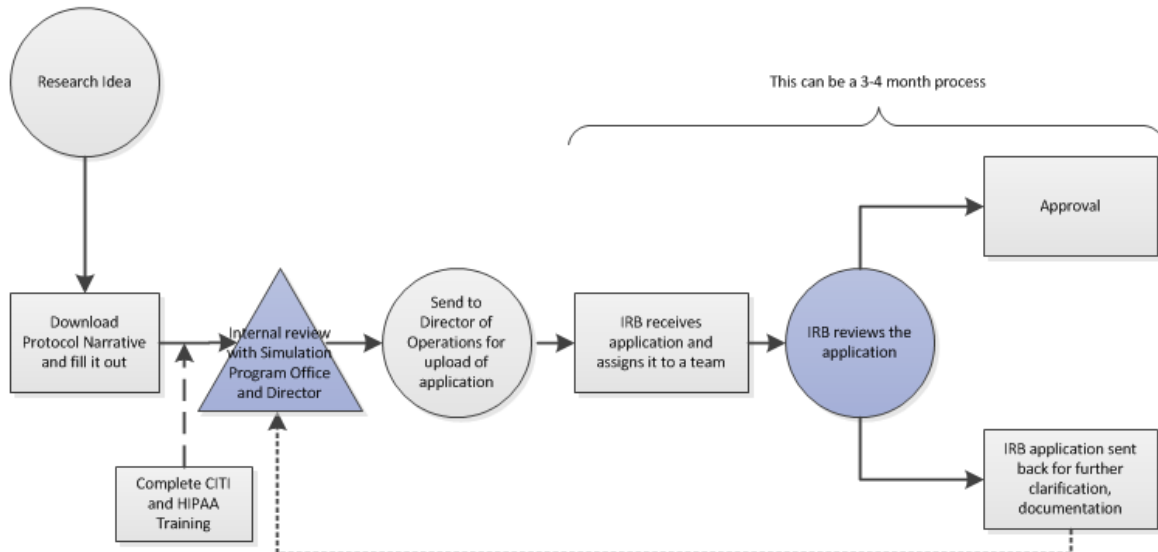 Research Idea
This can be a 3-4 month process
Approval
Download
Protocol Narrative
and fill it out
Internal review
with Simulation
Program Office
and Director
Send to
Director of
Operations for
upload of
application
IRB receives
application and
assigns it to a team
IRB reviews the
application
Complete CITI
and HIPAA
Training
IRB application sent
back for further
clarification,
documentation